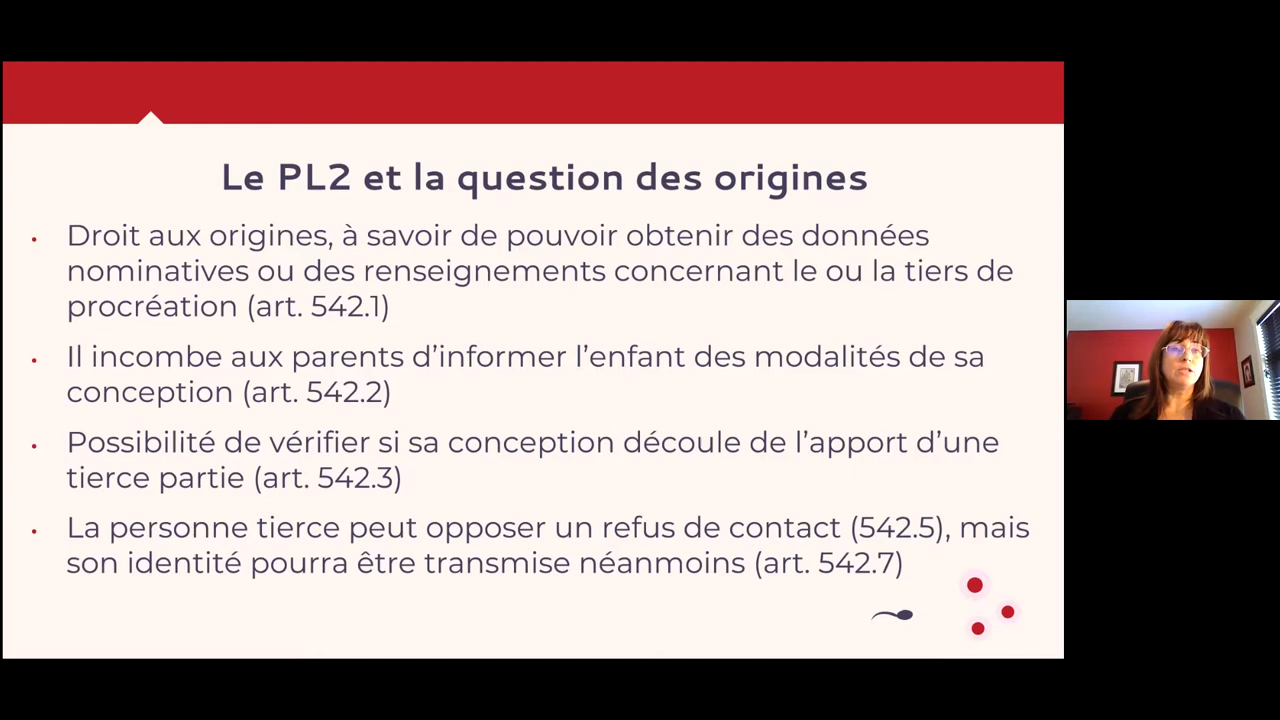 Le PL2 et la question des origines
• Droit aux origines, à savoir de pouvoir obtenir des données
nominatives ou des renseignements concernant le ou la tiers de
procréation (art. 542.1)
• Il incombe aux parents d’informer l’enfant des modalités de sa
conception (art. 542.2)
• Possibilité de vérifier si sa conception découle de l’apport d’une
tierce partie (art. 542.3)
• La personne tierce peut opposer un refus de contact (542.5), mais
son identité pourra être transmise néanmoins (art. 542.7)